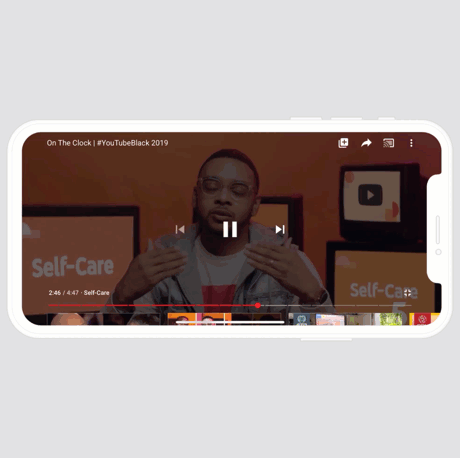 On The Clock | #YouTubeBlack 2019
Self-Care
Self-Care
2:46 / 4:47 · Self-Care